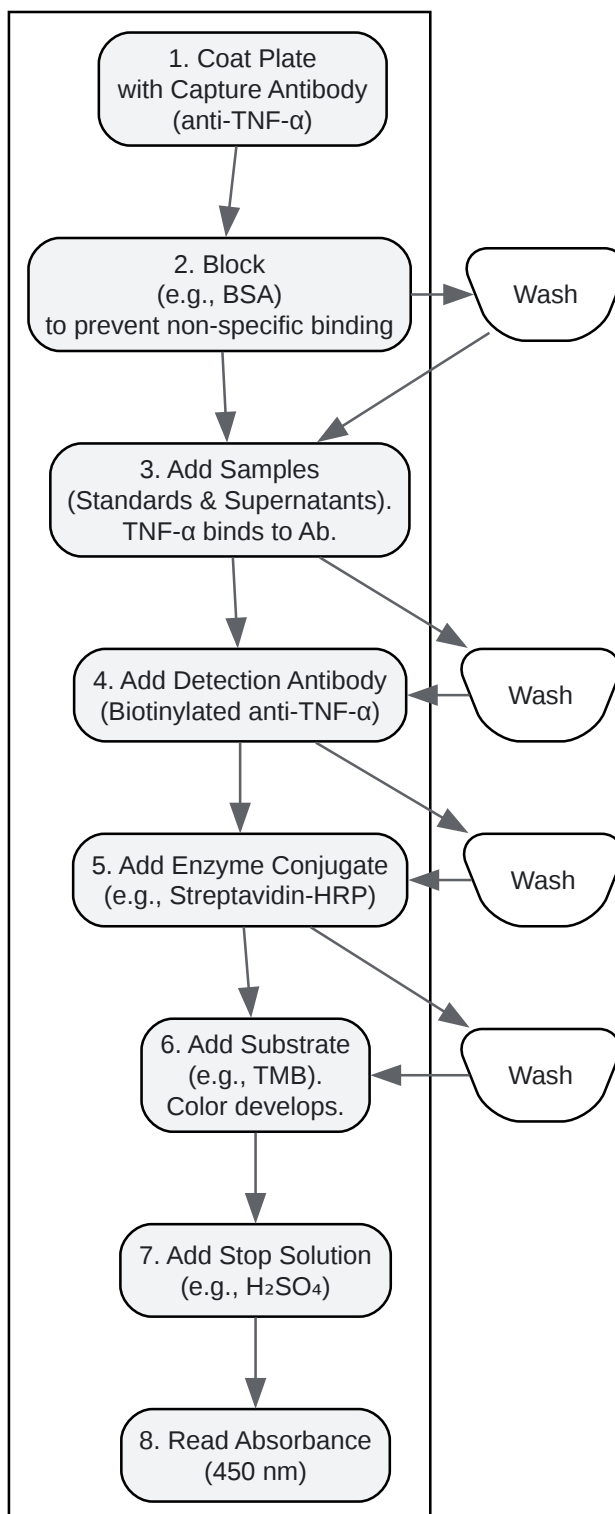 1. Coat Plate
with Capture Antibody
(anti-TNF-α)
2. Block
(e.g., BSA)
to prevent non-specific binding
Wash
3. Add Samples
(Standards & Supernatants).
TNF-α binds to Ab.
4. Add Detection Antibody
(Biotinylated anti-TNF-α)
Wash
5. Add Enzyme Conjugate
(e.g., Streptavidin-HRP)
Wash
6. Add Substrate
(e.g., TMB).
Color develops.
Wash
7. Add Stop Solution
(e.g., H₂SO₄)
8. Read Absorbance
(450 nm)